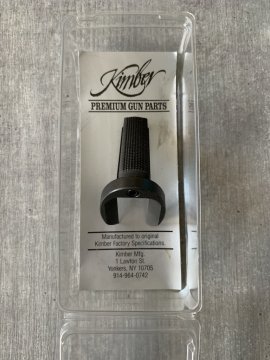 Kimber
PREMIUM GUN PARTS
Manufactured to original
Kimber Factory Specifications.
Kimber Mfg.
1 Lawton St.
Yonkers, NY 10705
914-964-0742